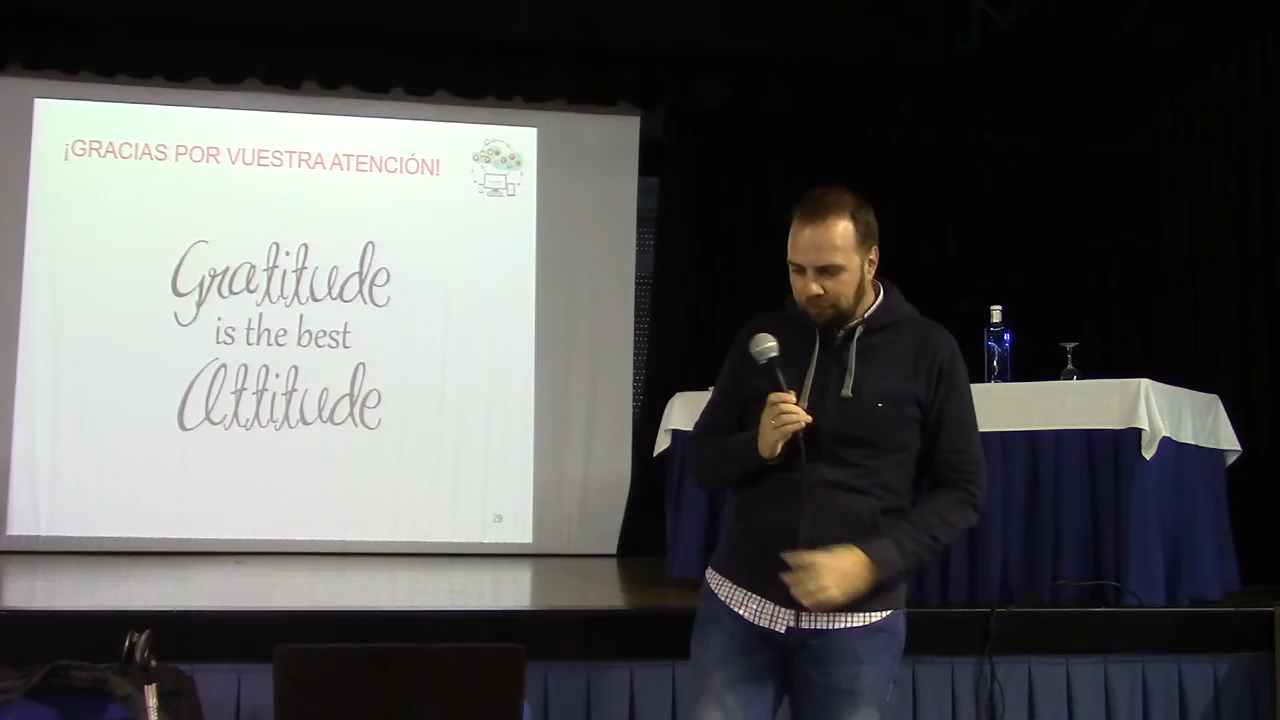 ¡GRACIAS POR VUESTRA ATENCIÓN!
Gratitude
is the best
Attitude
29